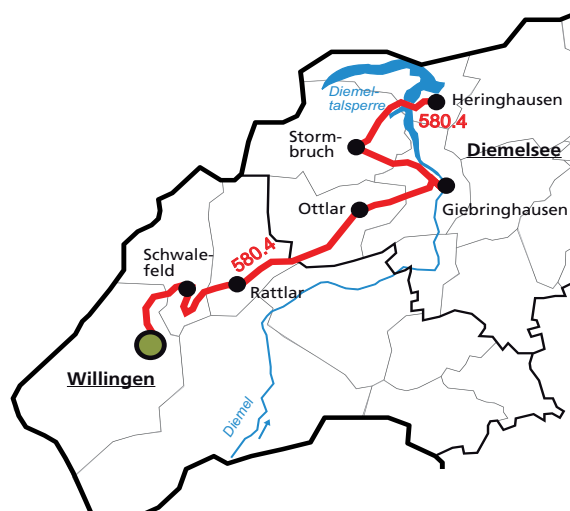 Diemel-
talsperre
Heringhausen
580.4
Storm-
bruch
Diemelsee
Ottlar
Giebringhausen
Schwale-
feld
580.4
Rattlar
Willingen
Diemel